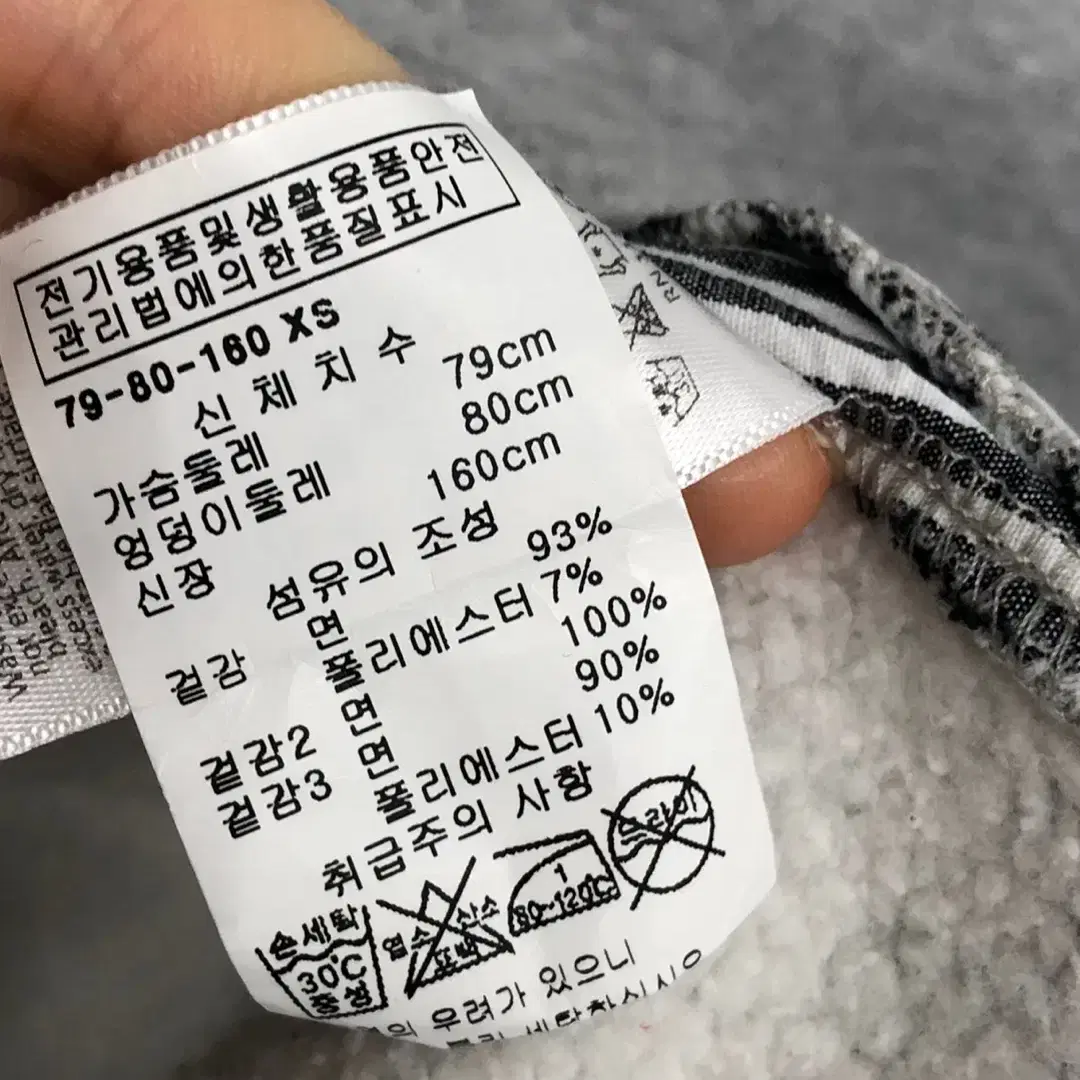 전기용품및생활용품안전
관리법에의한품질표시
79-80-160 XS
신 체 치 수
가슴둘레 79cm
엉덩이둘레 80cm
신장 160cm
섬유의 조성
겉감 면 93%
폴리에스터 7%
겉감2 면 100%
겉감3 면 90%
폴리에스터 10%
취급주의 사항
손세탁
30℃
중성
염소 산소
표백
1
80~120℃
드라이
우려가 있으니